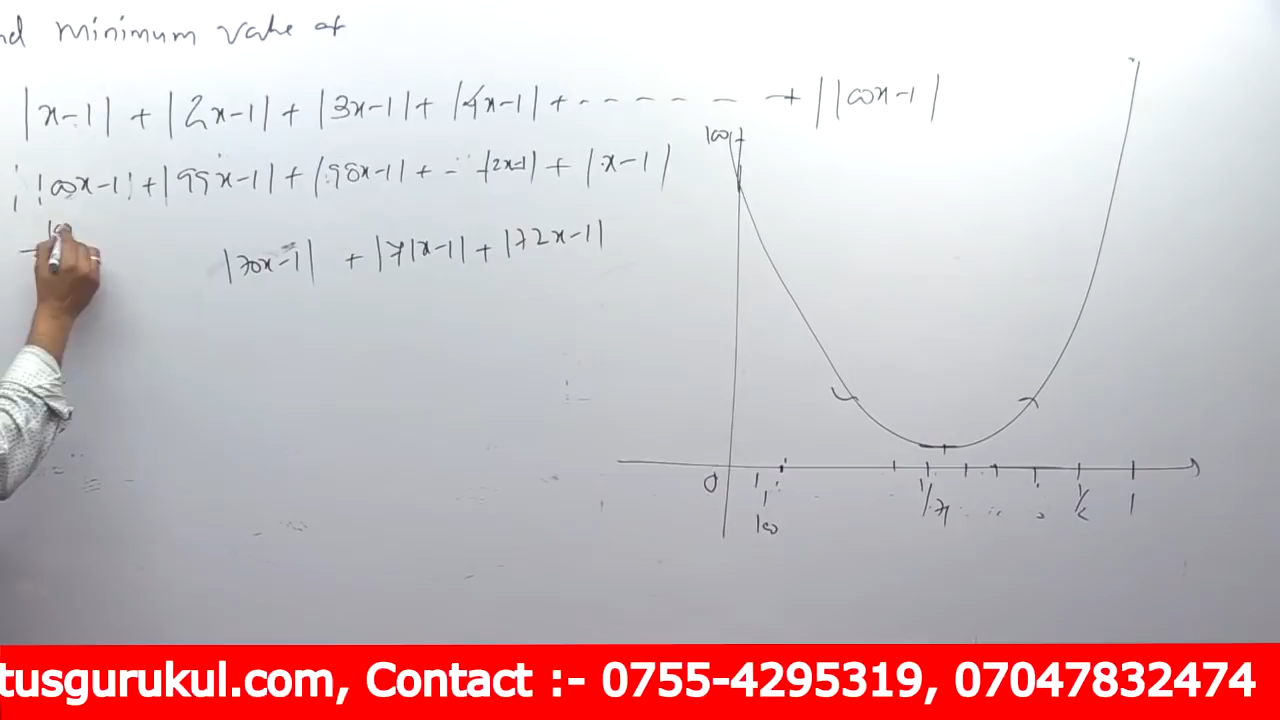 nd minimum value of
|x-1| + |2x-1| + |3x-1| + |4x-1| + - - - - - - + |100x-1|
|100x-1| + |99x-1| + |98x-1| + - - |2x-1| + |x-1|
|70x-1| + |71x-1| + |72x-1|
100
0
1
100
1/71
1/2
1
tusgurukul.com, Contact :- 0755-4295319, 07047832474